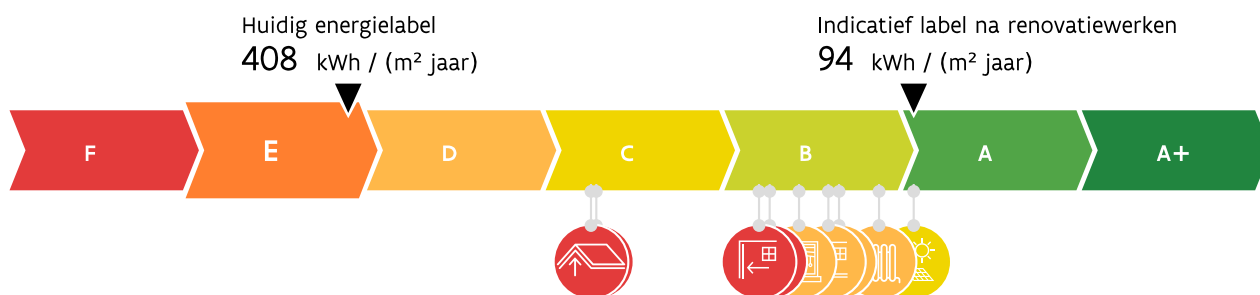 Huidig energielabel
408 kWh / (m² jaar)
Indicatief label na renovatiewerken
94 kWh / (m² jaar)
F E D C B A A+